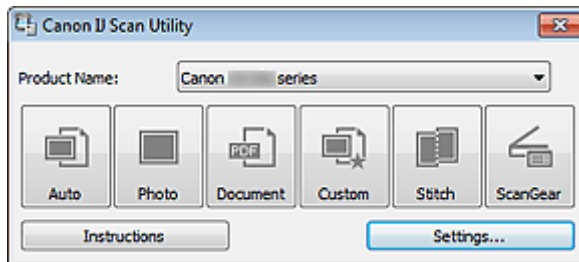 Canon IJ Scan Utility
Product Name: Canon series
PDF
Auto Photo Document Custom Stitch ScanGear
Instructions Settings...